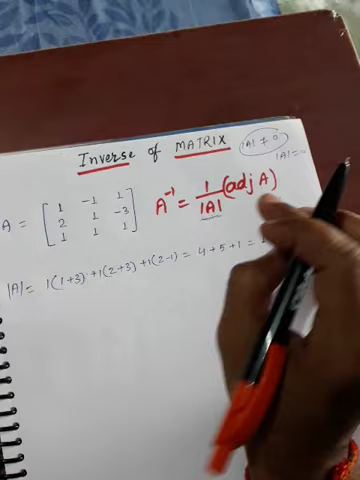 Inverse of MATRIX
|A| ≠ 0
|A| =
A = [ 1 -1 1
2 1 -3
1 1 1 ]
A⁻¹ = 1/|A| (adj A)
|A| = 1(1+3) +1(2+3) +1(2-1) = 4+5+1 =